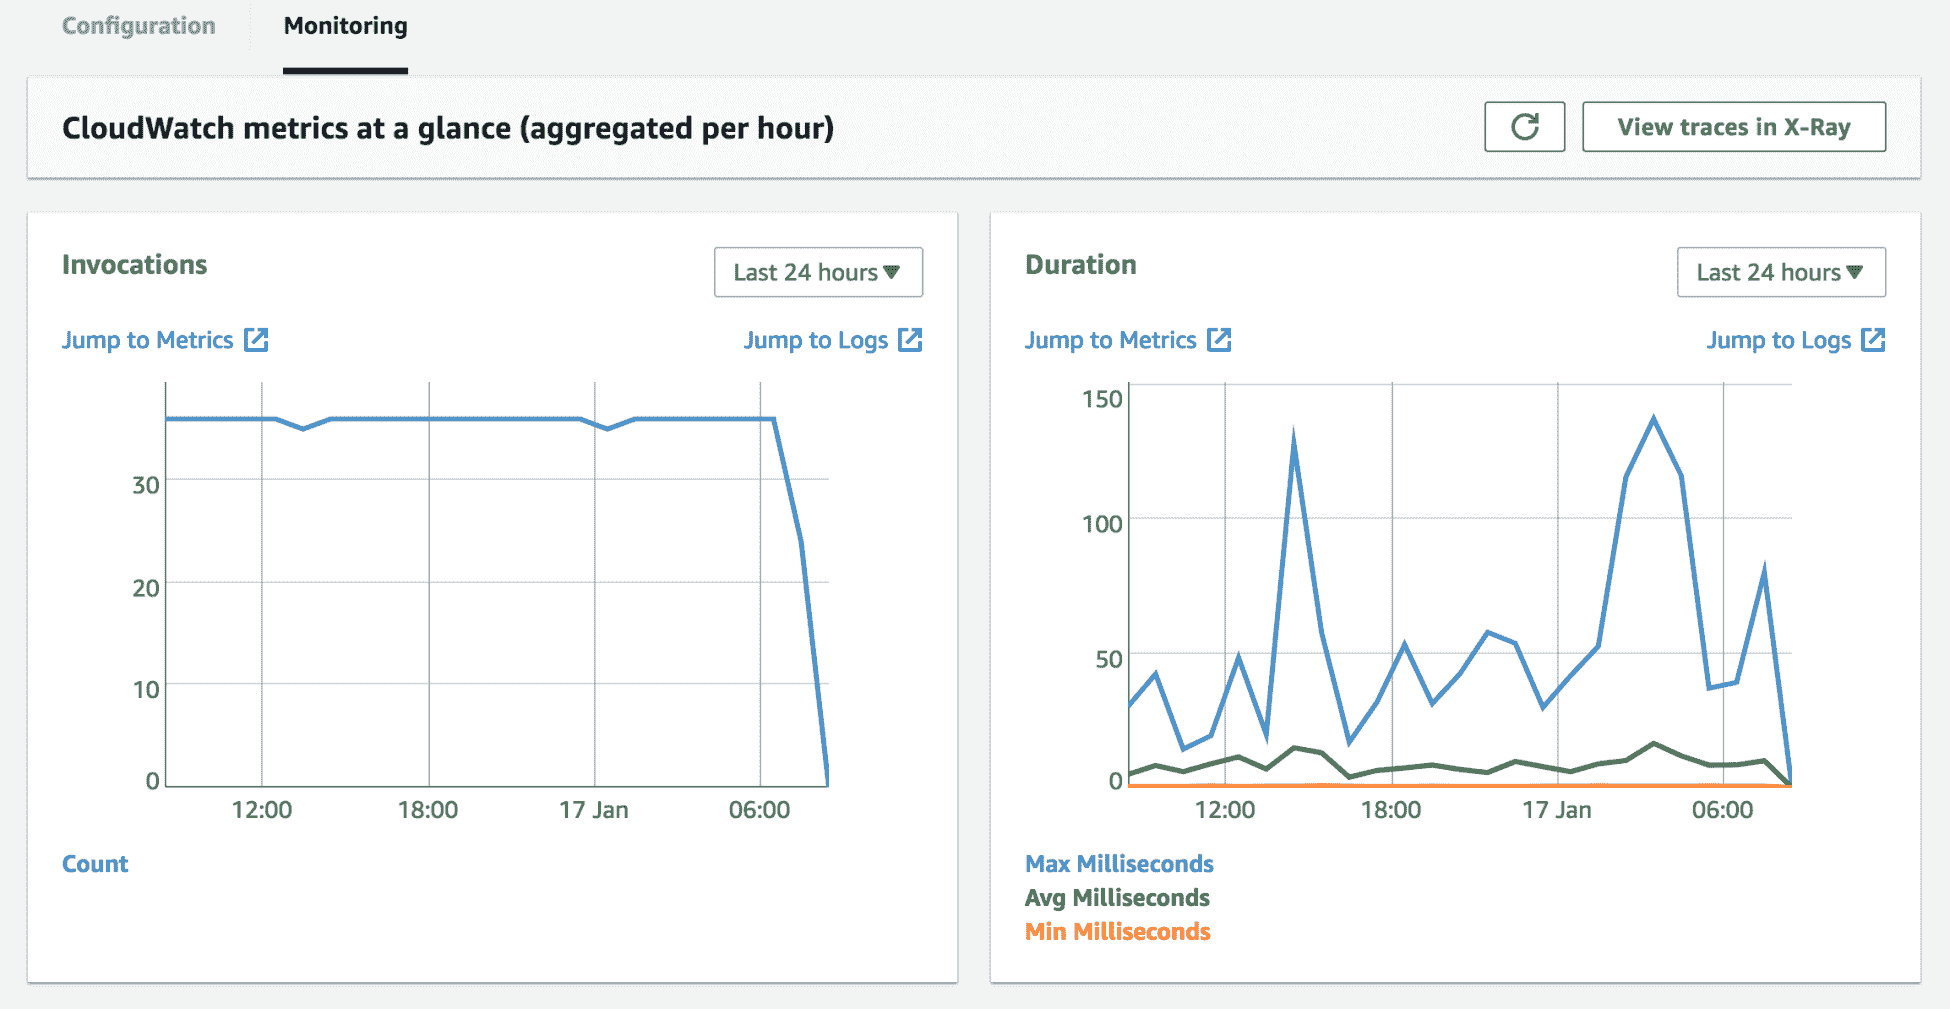 Configuration
Monitoring
CloudWatch metrics at a glance (aggregated per hour)
View traces in X-Ray
Invocations
Last 24 hours
Jump to Metrics
Jump to Logs
30
20
10
0
12:00
18:00
17 Jan
06:00
Count
Duration
Last 24 hours
Jump to Metrics
Jump to Logs
150
100
50
0
12:00
18:00
17 Jan
06:00
Max Milliseconds
Avg Milliseconds
Min Milliseconds